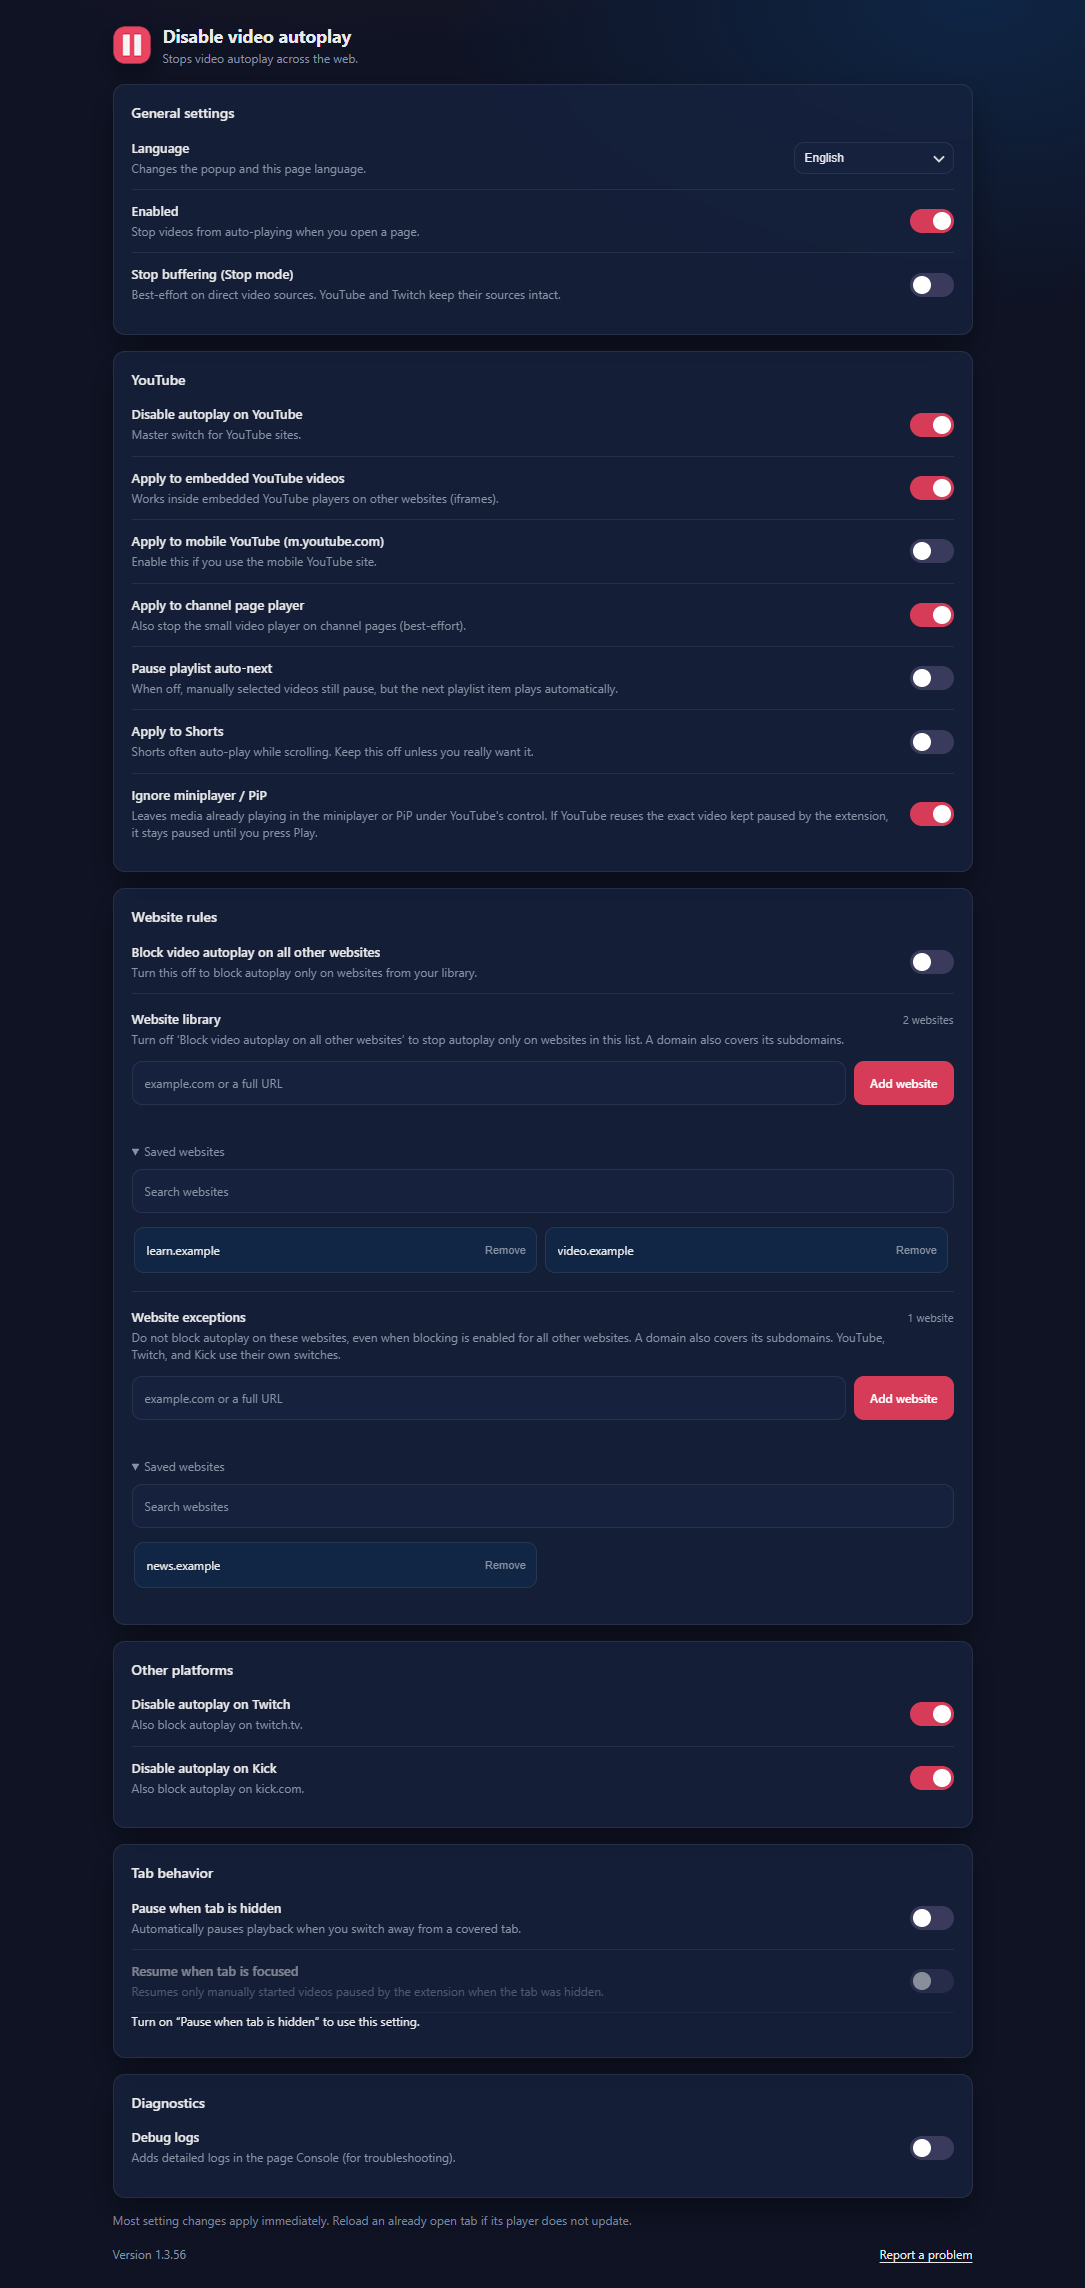 Disable video autoplay
Stops video autoplay across the web.
General settings
Language
Changes the popup and this page language.
English
Enabled
Stop videos from auto-playing when you open a page.
Stop buffering (Stop mode)
Best-effort on direct video sources. YouTube and Twitch keep their sources intact.
YouTube
Disable autoplay on YouTube
Master switch for YouTube sites.
Apply to embedded YouTube videos
Works inside embedded YouTube players on other websites (iframes).
Apply to mobile YouTube (m.youtube.com)
Enable this if you use the mobile YouTube site.
Apply to channel page player
Also stop the small video player on channel pages (best-effort).
Pause playlist auto-next
When off, manually selected videos still pause, but the next playlist item plays automatically.
Apply to Shorts
Shorts often auto-play while scrolling. Keep this off unless you really want it.
Ignore miniplayer / PiP
Leaves media already playing in the miniplayer or PiP under YouTube's control. If YouTube reuses the exact video kept paused by the extension,
it stays paused until you press Play.
Website rules
Block video autoplay on all other websites
Turn this off to block autoplay only on websites from your library.
Website library
2 websites
Turn off 'Block video autoplay on all other websites' to stop autoplay only on websites in this list. A domain also covers its subdomains.
example.com or a full URL
Add website
▼ Saved websites
Search websites
learn.example
Remove
video.example
Remove
Website exceptions
1 website
Do not block autoplay on these websites, even when blocking is enabled for all other websites. A domain also covers its subdomains. YouTube,
Twitch, and Kick use their own switches.
example.com or a full URL
Add website
▼ Saved websites
Search websites
news.example
Remove
Other platforms
Disable autoplay on Twitch
Also block autoplay on twitch.tv.
Disable autoplay on Kick
Also block autoplay on kick.com.
Tab behavior
Pause when tab is hidden
Automatically pauses playback when you switch away from a covered tab.
Resume when tab is focused
Resumes only manually started videos paused by the extension when the tab was hidden.
Turn on “Pause when tab is hidden” to use this setting.
Diagnostics
Debug logs
Adds detailed logs in the page Console (for troubleshooting).
Most setting changes apply immediately. Reload an already open tab if its player does not update.
Version 1.3.56
Report a problem